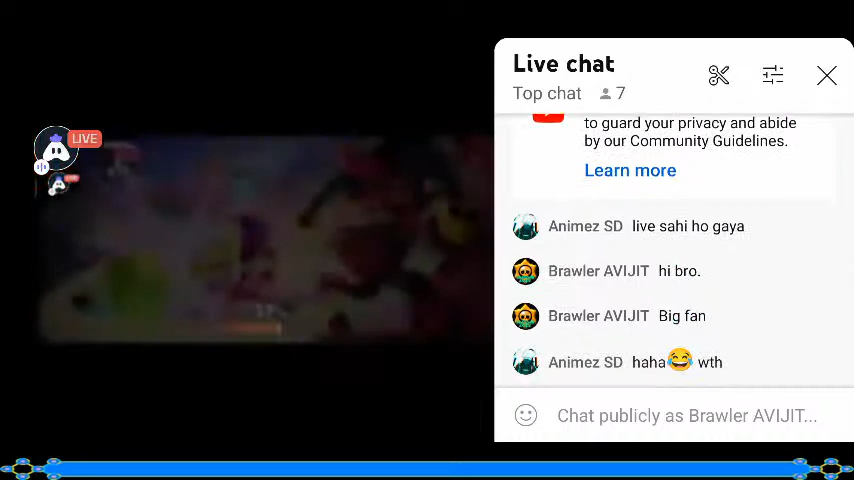 Live chat
Top chat 7
LIVE
to guard your privacy and abide
by our Community Guidelines.
Learn more
Animez SD live sahi ho gaya
Brawler AVIJIT hi bro.
Brawler AVIJIT Big fan
Animez SD haha😂 wth
Chat publicly as Brawler AVIJIT...